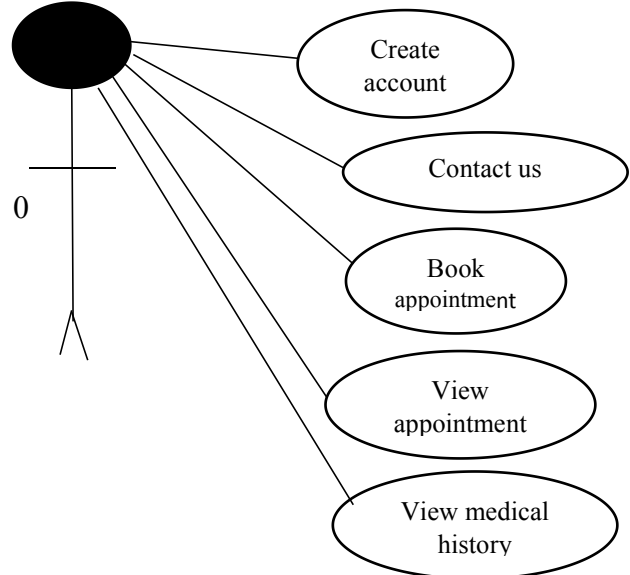 Create
account
Contact us
0
Book
appointment
View
appointment
View medical
history